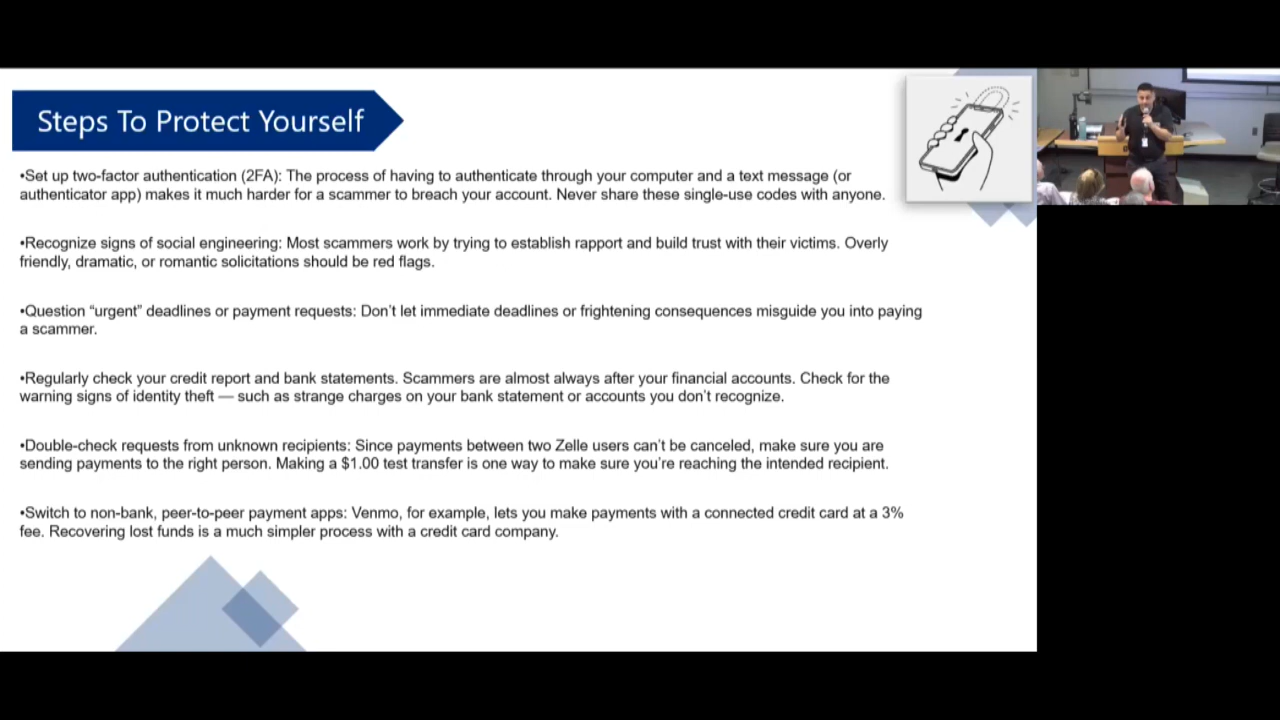 Steps To Protect Yourself
•Set up two-factor authentication (2FA): The process of having to authenticate through your computer and a text message (or
authenticator app) makes it much harder for a scammer to breach your account. Never share these single-use codes with anyone.
•Recognize signs of social engineering: Most scammers work by trying to establish rapport and build trust with their victims. Overly
friendly, dramatic, or romantic solicitations should be red flags.
•Question “urgent” deadlines or payment requests: Don’t let immediate deadlines or frightening consequences misguide you into paying
a scammer.
•Regularly check your credit report and bank statements. Scammers are almost always after your financial accounts. Check for the
warning signs of identity theft — such as strange charges on your bank statement or accounts you don’t recognize.
•Double-check requests from unknown recipients: Since payments between two Zelle users can’t be canceled, make sure you are
sending payments to the right person. Making a $1.00 test transfer is one way to make sure you’re reaching the intended recipient.
•Switch to non-bank, peer-to-peer payment apps: Venmo, for example, lets you make payments with a connected credit card at a 3%
fee. Recovering lost funds is a much simpler process with a credit card company.